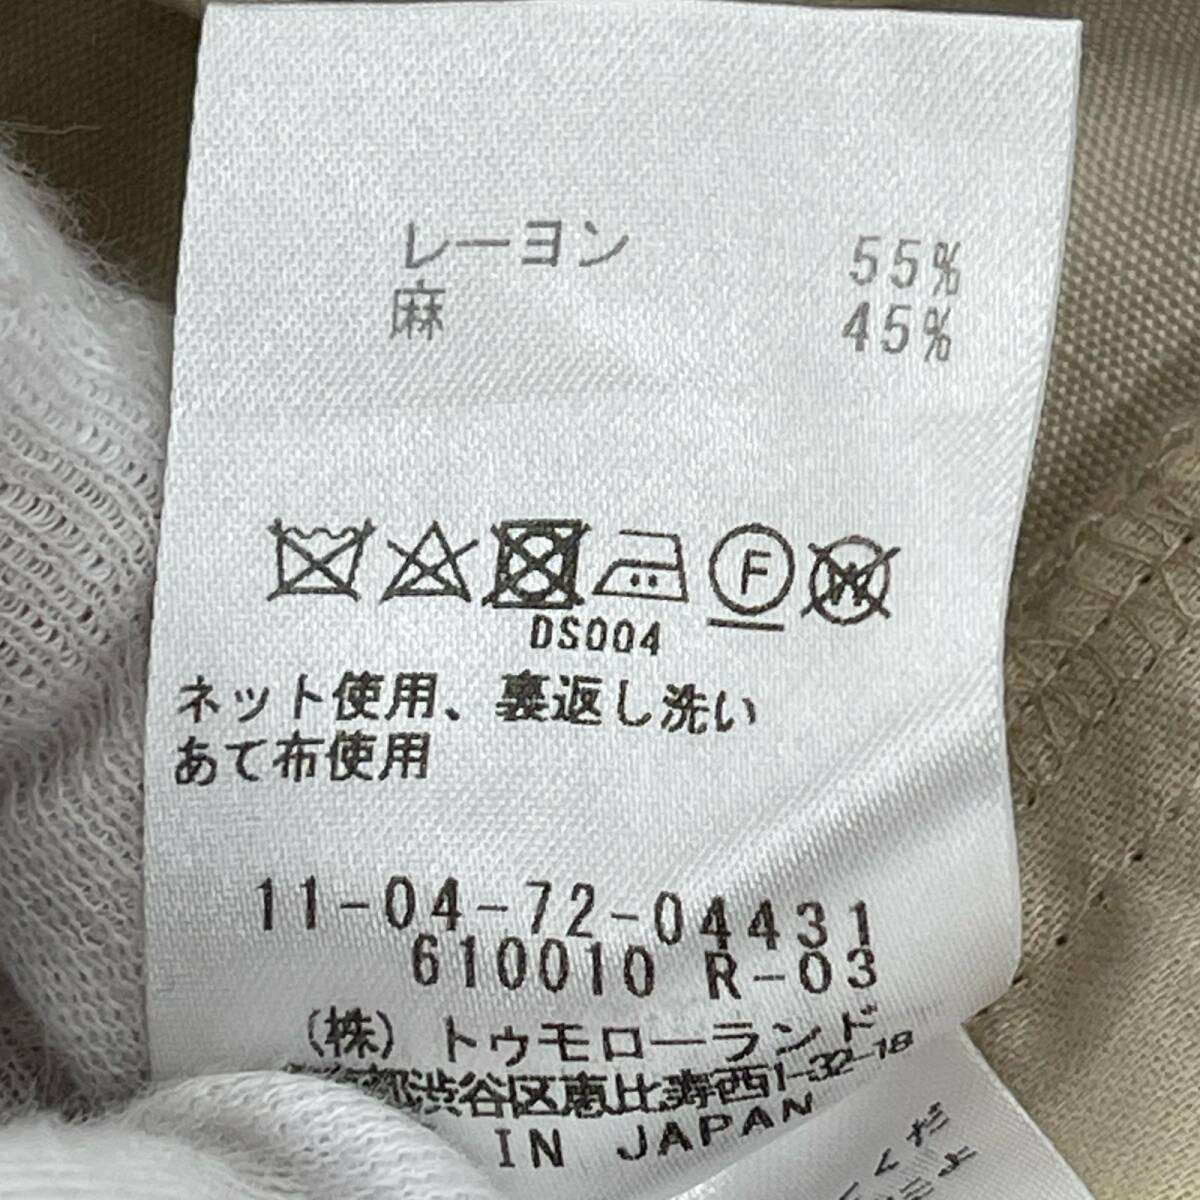 レーヨン 55%
麻 45%
F
W
DS004
ネット使用、裏返し洗い
あて布使用
11-04-72-04431
610010 R-03
(株)トゥモローランド
渋谷区恵比寿西1-32-18
IN JAPAN
くだ